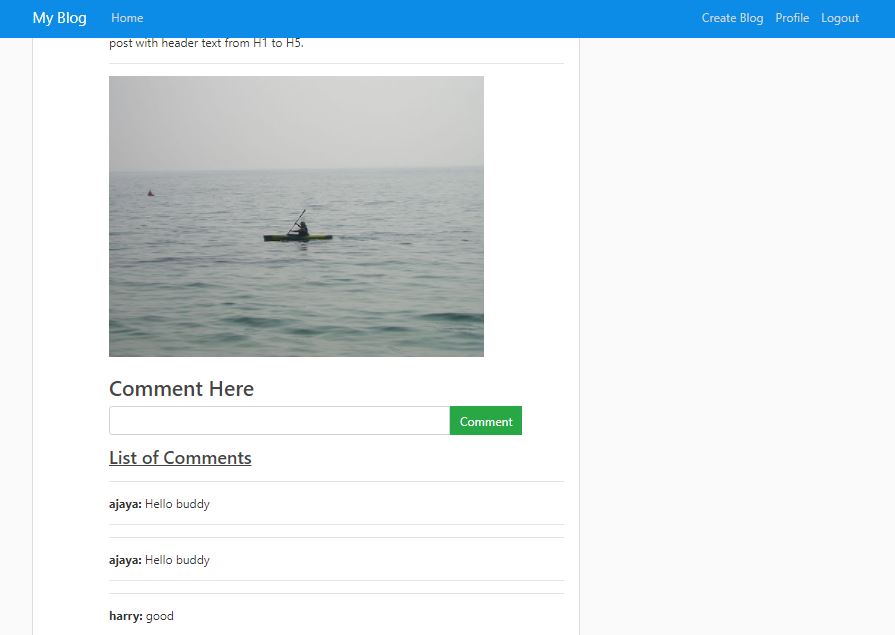 My Blog Home Create Blog Profile Logout
post with header text from H1 to H5.
Comment Here
Comment
List of Comments
ajaya: Hello buddy
ajaya: Hello buddy
harry: good